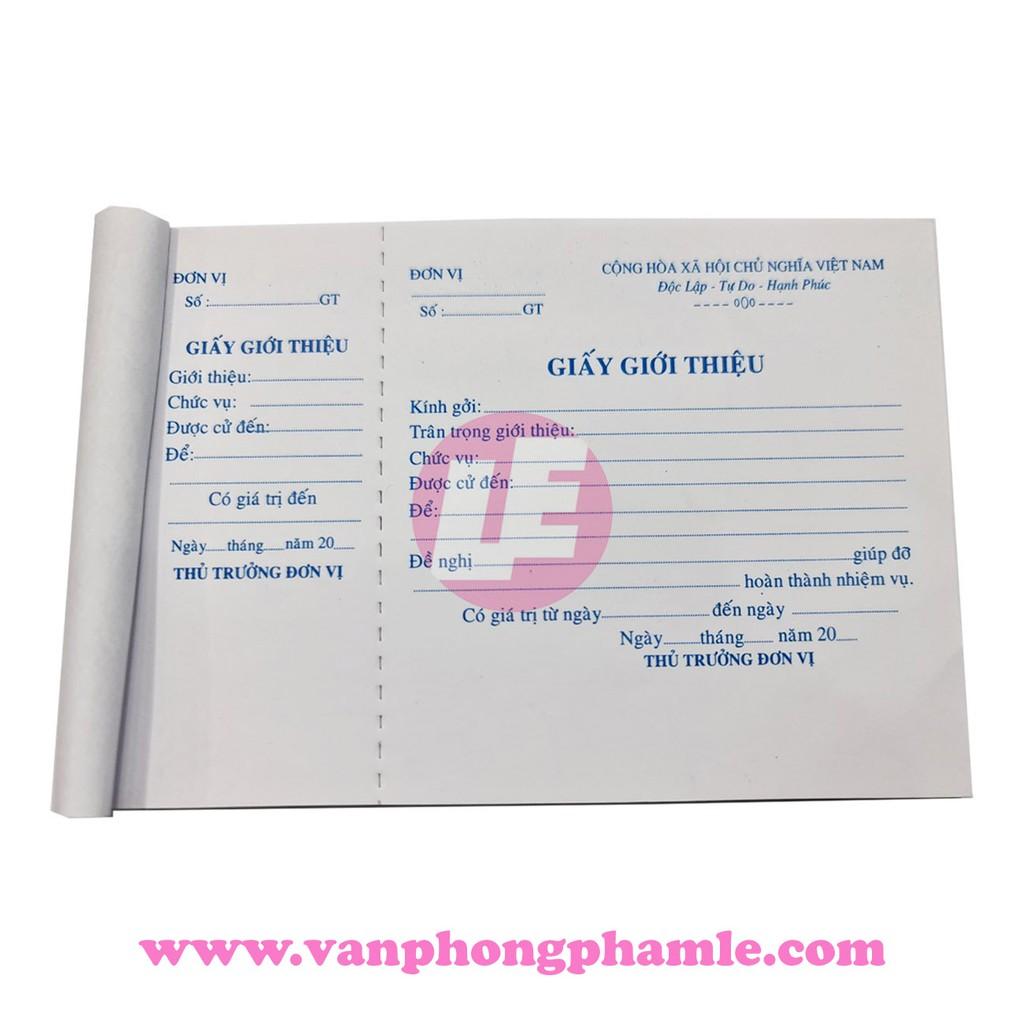 ĐƠN VỊ
Số :..........................GT
GIẤY GIỚI THIỆU
Giới thiệu:..........................
Chức vụ: ..........................
Được cử đến:..........................
Để:..........................
..........................
Có giá trị đến
..........................
Ngày......tháng......năm 20......
THỦ TRƯỞNG ĐƠN VỊ
ĐƠN VỊ
..........................
Số :....................GT
CỘNG HÒA XÃ HỘI CHỦ NGHĨA VIỆT NAM
Độc Lập - Tự Do - Hạnh Phúc
---- o0o ----
GIẤY GIỚI THIỆU
Kính gởi:..........................
Trân trọng giới thiệu:..........................
Chức vụ:..........................
Được cử đến:..........................
Để:..........................
..........................
Đề nghị..........................giúp đỡ
..........................hoàn thành nhiệm vụ.
Có giá trị từ ngày....................đến ngày ....................
Ngày........tháng........ năm 20......
THỦ TRƯỞNG ĐƠN VỊ
LE
www.vanphongphamle.com